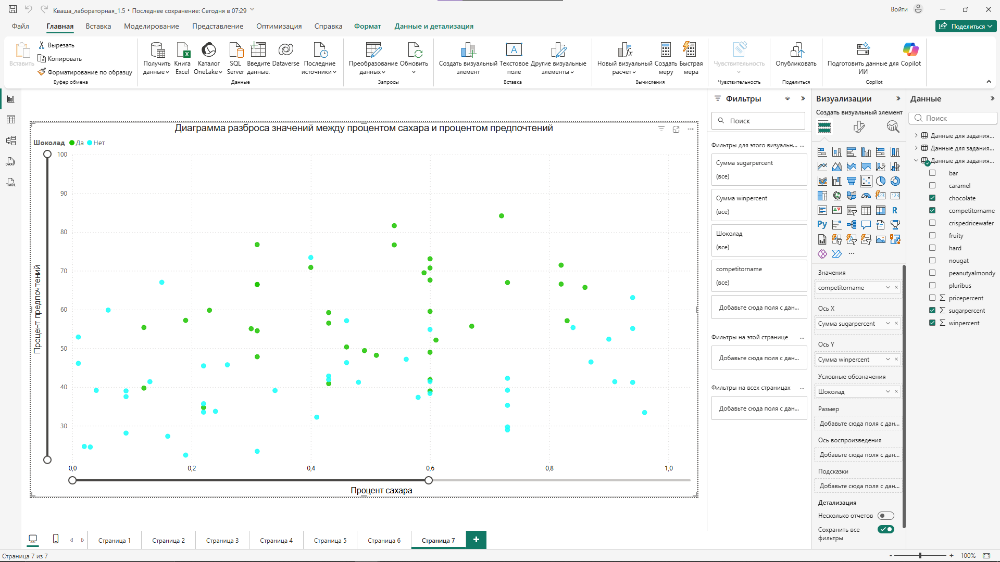 Кваша_лабораторная_1.5 • Последнее сохранение: Сегодня в 07:29
Войти
Файл
Главная
Вставка
Моделирование
Представление
Оптимизация
Справка
Формат
Данные и детализация
Поделиться
Вставить
Вырезать
Копировать
Форматирование по образцу
Буфер обмена
Получить данные
Книга Excel
Каталог OneLake
SQL Server
Введите данные.
Dataverse
Последние источники
Данные
Преобразование данных
Обновить
Запросы
Создать визуальный элемент
Текстовое поле
Другие визуальные элементы
Вставка
Новый визуальный расчет
Создать меру
Быстрая мера
Вычисления
Чувствительность
Чувствительность
Опубликовать
Поделиться
Подготовить данные для ИИ
Copilot
Copilot
DAX
TMDL
Диаграмма разброса значений между процентом сахара и процентом предпочтений
Шоколад Да Нет
Процент предпочтений
100
90
80
70
60
50
40
30
0,0 0,2 0,4 0,6 0,8 1,0
Процент сахара
Фильтры
Поиск
Фильтры для этого визуальн... ...
Сумма sugarpercent
(все)
Сумма winpercent
(все)
Шоколад
(все)
competitorname
(все)
Добавьте сюда поля с дан...
Фильтры на этой странице ...
Добавьте сюда поля с дан...
Фильтры на всех страницах ...
Добавьте сюда поля с дан...
Визуализации
Создать визуальный элемент
123
123
R
Py
...
Значения
competitorname
Ось X
Сумма sugarpercent
Ось Y
Сумма winpercent
Условные обозначения
Шоколад
Размер
Добавьте сюда поля с дан...
Ось воспроизведения
Добавьте сюда поля с дан...
Подсказки
Добавьте сюда поля с дан...
Детализация
Несколько отчетов
Сохранить все
фильтры
Данные
Поиск
Данные для задания...
Данные для задания...
Данные для задания...
bar
caramel
chocolate
competitorname
crispedricewafer
fruity
hard
nougat
peanutyalmondy
pluribus
pricepercent
sugarpercent
winpercent
Страница 1
Страница 2
Страница 3
Страница 4
Страница 5
Страница 6
Страница 7
+
Страница 7 из 7
- + 100%